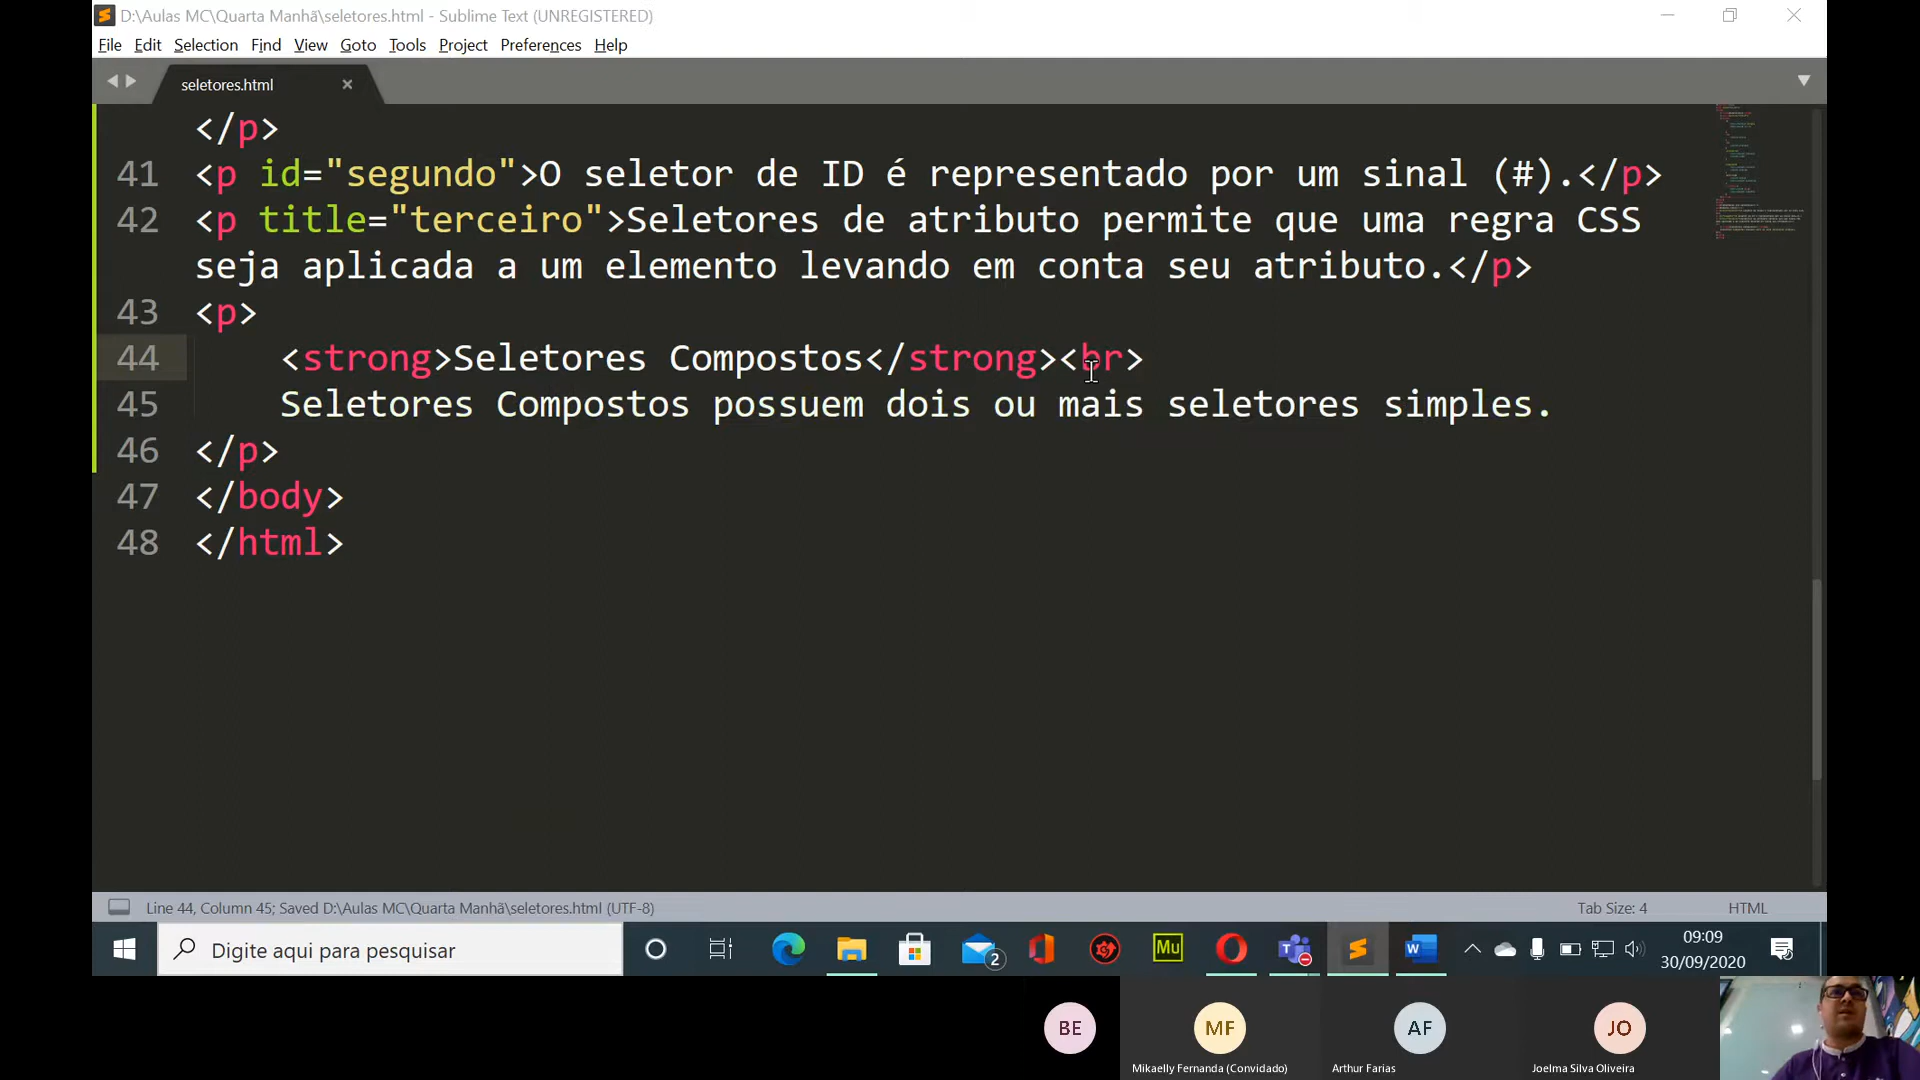 D:\Aulas MC\Quarta Manhã\seletores.html - Sublime Text (UNREGISTERED)
File Edit Selection Find View Goto Tools Project Preferences Help
seletores.html
</p>
41 <p id="segundo">O seletor de ID é representado por um sinal (#).</p>
42 <p title="terceiro">Seletores de atributo permite que uma regra CSS
seja aplicada a um elemento levando em conta seu atributo.</p>
43 <p>
44 <strong>Seletores Compostos</strong><br>
45 Seletores Compostos possuem dois ou mais seletores simples.
46 </p>
47 </body>
48 </html>
Line 44, Column 45; Saved D:\Aulas MC\Quarta Manhã\seletores.html (UTF-8)
Tab Size: 4
HTML
Digite aqui para pesquisar
2
Mu
09:09
30/09/2020
BE
MF
AF
JO
Mikaelly Fernanda (Convidado)
Arthur Farias
Joelma Silva Oliveira